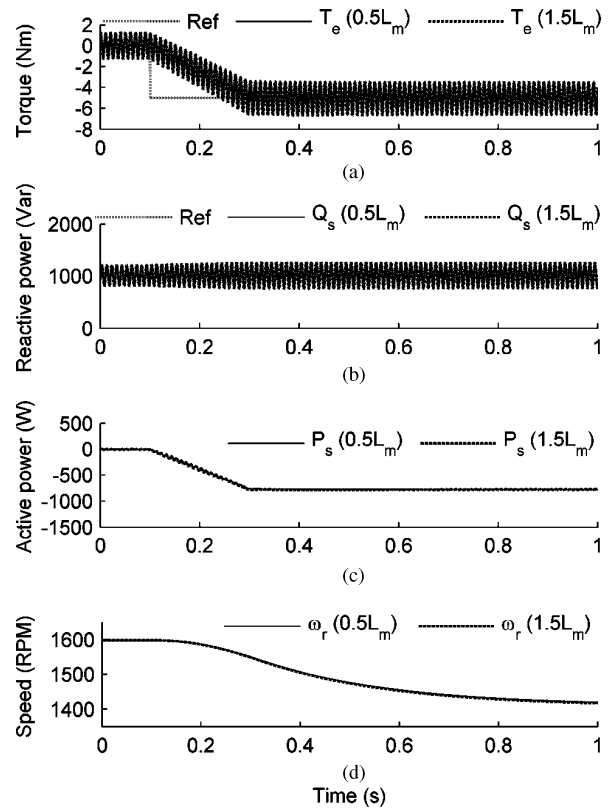 Ref T_e (0.5L_m) T_e (1.5L_m)
Torque (Nm)
2
0
-2
-4
-6
-8
0 0.2 0.4 0.6 0.8 1
(a)
Ref Q_s (0.5L_m) Q_s (1.5L_m)
Reactive power (Var)
2000
1000
0
0 0.2 0.4 0.6 0.8 1
(b)
P_s (0.5L_m) P_s (1.5L_m)
Active power (W)
500
0
-500
-1000
-1500
0 0.2 0.4 0.6 0.8 1
(c)
ω_r (0.5L_m) ω_r (1.5L_m)
Speed (RPM)
1600
1500
1400
0 0.2 0.4 0.6 0.8 1
Time (s)
(d)